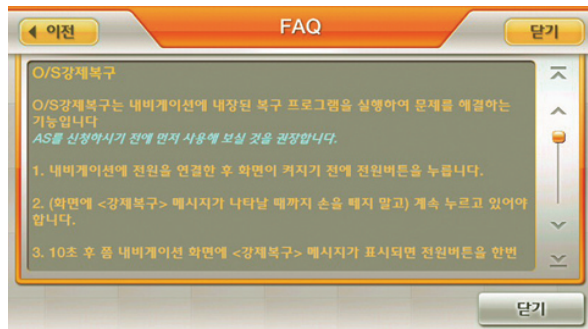 이전
FAQ
닫기
O/S강제복구
O/S강제복구는 내비게이션에 내장된 복구 프로그램을 실행하여 문제를 해결하는
기능입니다
AS를 신청하시기 전에 먼저 사용해 보실 것을 권장합니다.
1. 내비게이션에 전원을 연결한 후 화면이 켜지기 전에 전원버튼을 누릅니다.
2. (화면에 <강제복구> 메시지가 나타날 때까지 손을 떼지 말고) 계속 누르고 있어야
합니다.
3. 10초 후 쯤 내비게이션 화면에 <강제복구> 메시지가 표시되면 전원버튼을 한번
닫기